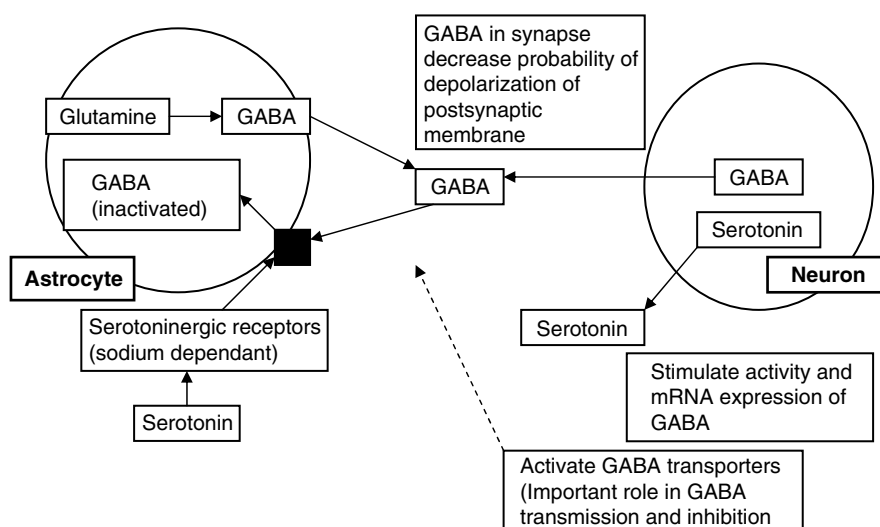 GABA in synapse
decrease probability of
depolarization of
postsynaptic
membrane
Glutamine
GABA
GABA
(inactivated)
GABA
GABA
Serotonin
Astrocyte
Neuron
Serotoninergic receptors
(sodium dependant)
Serotonin
Serotonin
Stimulate activity and
mRNA expression of
GABA
Activate GABA transporters
(Important role in GABA
transmission and inhibition